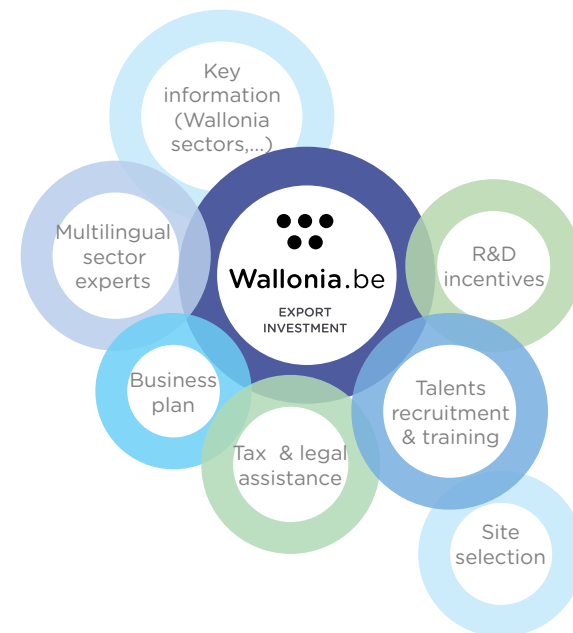 Key
information
(Wallonia
sectors,...)
Multilingual
sector
experts
Wallonia.be
EXPORT
INVESTMENT
R&D
incentives
Business
plan
Talents
recruitment
& training
Tax & legal
assistance
Site
selection